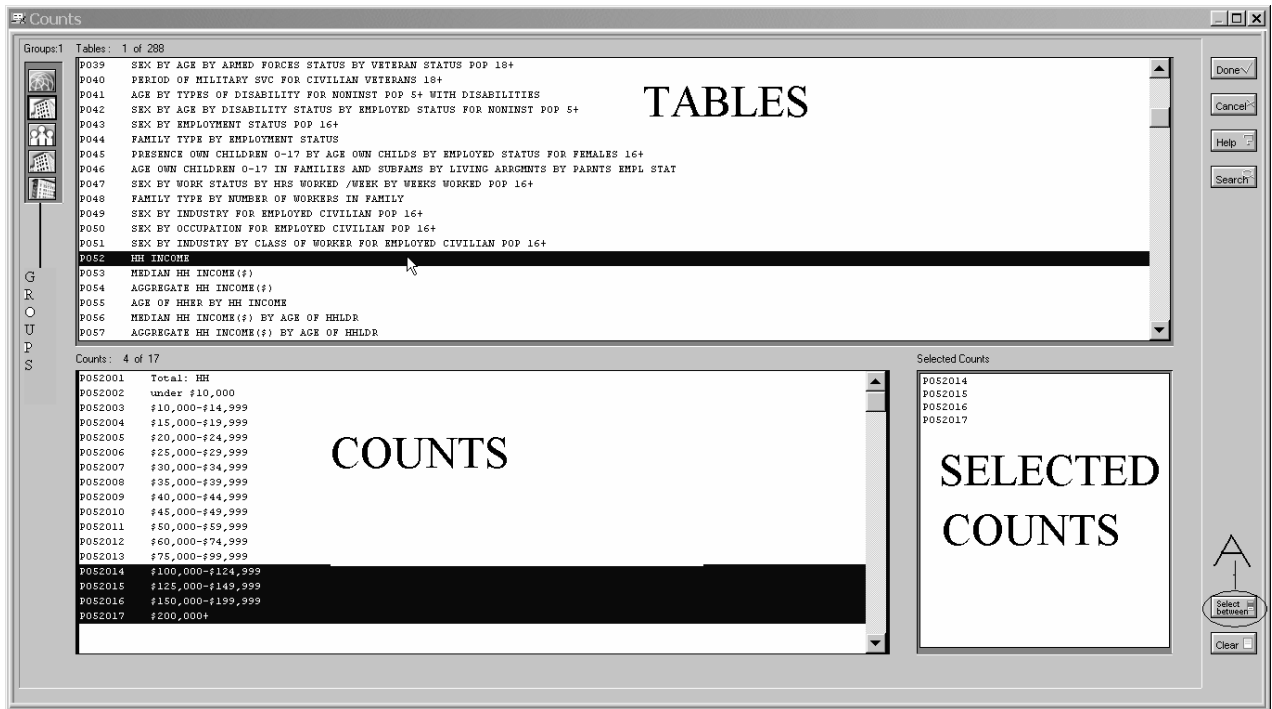 Counts
Groups:1 Tables: 1 of 288
P039 SEX BY AGE BY ARMED FORCES STATUS BY VETERAN STATUS POP 18+
P040 PERIOD OF MILITARY SVC FOR CIVILIAN VETERANS 18+
P041 AGE BY TYPES OF DISABILITY FOR NONINST POP 5+ WITH DISABILITIES
P042 SEX BY AGE BY DISABILITY STATUS BY EMPLOYED STATUS FOR NONINST POP 5+
P043 SEX BY EMPLOYMENT STATUS POP 16+
P044 FAMILY TYPE BY EMPLOYMENT STATUS
P045 PRESENCE OWN CHILDREN 0-17 BY AGE OWN CHILDS BY EMPLOYED STATUS FOR FEMALES 16+
P046 AGE OWN CHILDREN 0-17 IN FAMILIES AND SUBFAMS BY LIVING ARRGMNTS BY PARNTS EMPL STAT
P047 SEX BY WORK STATUS BY HRS WORKED /WEEK BY WEEKS WORKED POP 16+
P048 FAMILY TYPE BY NUMBER OF WORKERS IN FAMILY
P049 SEX BY INDUSTRY FOR EMPLOYED CIVILIAN POP 16+
P050 SEX BY OCCUPATION FOR EMPLOYED CIVILIAN POP 16+
P051 SEX BY INDUSTRY BY CLASS OF WORKER FOR EMPLOYED CIVILIAN POP 16+
P052 HH INCOME
P053 MEDIAN HH INCOME($)
P054 AGGREGATE HH INCOME($)
P055 AGE OF HHER BY HH INCOME
P056 MEDIAN HH INCOME($) BY AGE OF HHLDR
P057 AGGREGATE HH INCOME($) BY AGE OF HHLDR
TABLES
Done
Cancel
Help
Search
GROUPS
Counts: 4 of 17
P052001 Total: HH
P052002 under $10,000
P052003 $10,000-$14,999
P052004 $15,000-$19,999
P052005 $20,000-$24,999
P052006 $25,000-$29,999
P052007 $30,000-$34,999
P052008 $35,000-$39,999
P052009 $40,000-$44,999
P052010 $45,000-$49,999
P052011 $50,000-$59,999
P052012 $60,000-$74,999
P052013 $75,000-$99,999
P052014 $100,000-$124,999
P052015 $125,000-$149,999
P052016 $150,000-$199,999
P052017 $200,000+
COUNTS
Selected Counts
P052014
P052015
P052016
P052017
SELECTED
COUNTS
A
Select
between
Clear